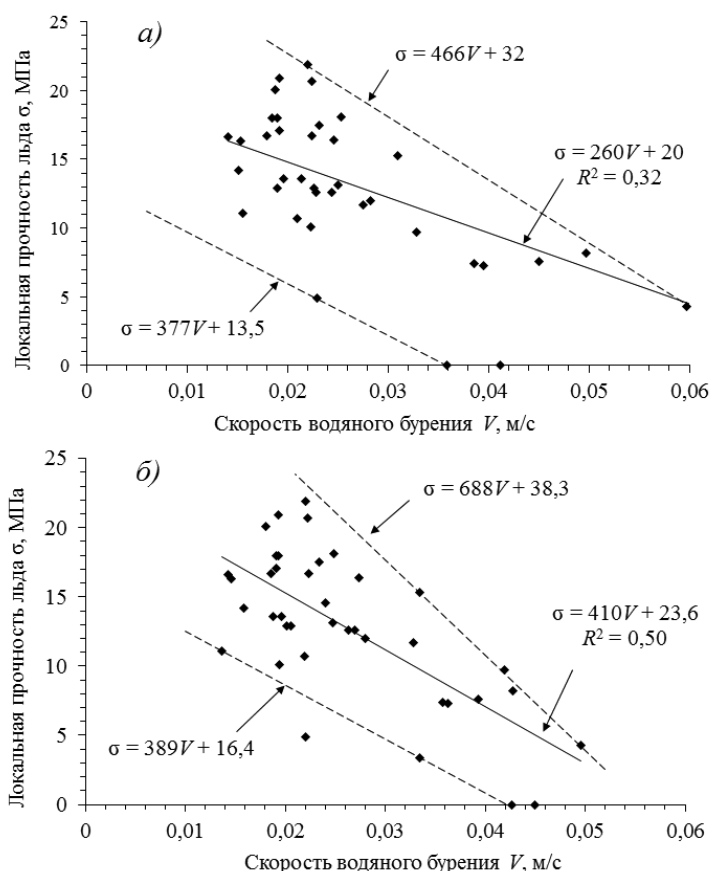 а)
25
20
15
10
5
0
Локальная прочность льда σ, МПа
σ = 466V + 32
σ = 260V + 20
R² = 0,32
σ = 377V + 13,5
0 0,01 0,02 0,03 0,04 0,05 0,06
Скорость водяного бурения V, м/с
б)
25
20
15
10
5
0
Локальная прочность льда σ, МПа
σ = 688V + 38,3
σ = 410V + 23,6
R² = 0,50
σ = 389V + 16,4
0 0,01 0,02 0,03 0,04 0,05 0,06
Скорость водяного бурения V, м/с